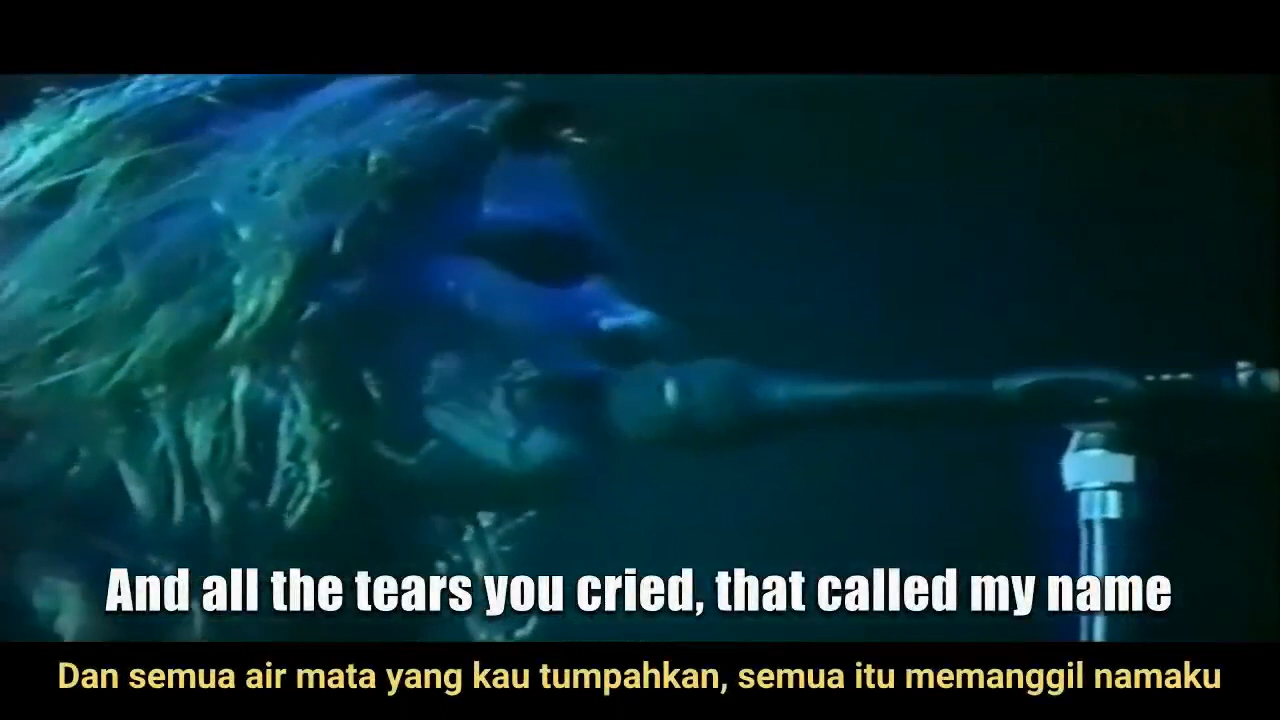 And all the tears you cried, that called my name
Dan semua air mata yang kau tumpahkan, semua itu memanggil namaku